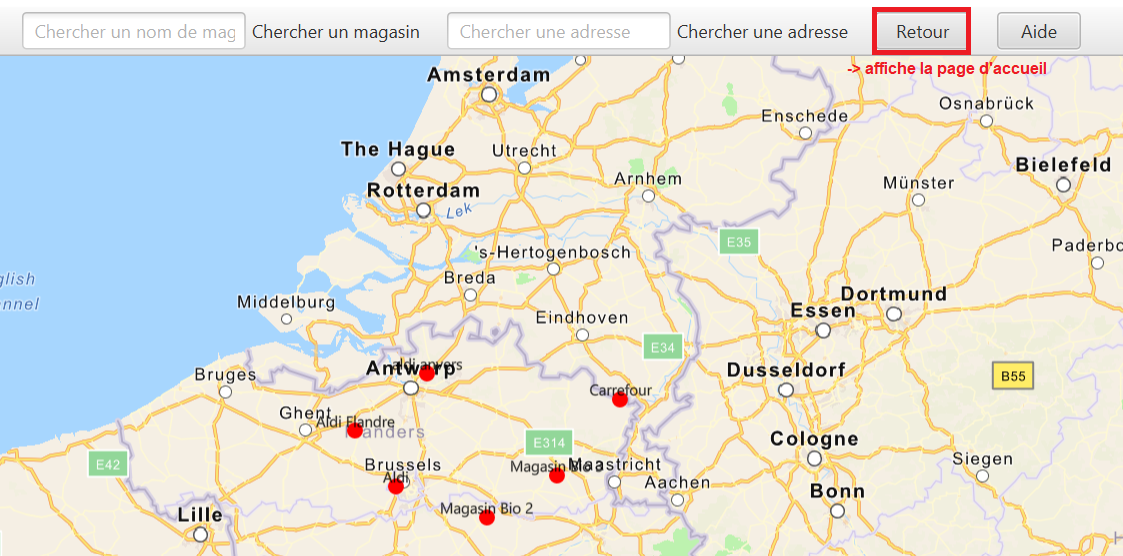 Chercher un nom de mag
Chercher un magasin
Chercher une adresse
Chercher une adresse
Retour
Aide
-> affiche la page d'accueil
Amsterdam
Osnabrück
Enschede
The Hague
Utrecht
Bielefeld
Arnhem
Münster
Rotterdam
Lek
E35
Paderbo
's-Hertogenbosch
glish
nnel
Breda
Middelburg
Dortmund
Essen
Eindhoven
E34
aldi anvers
Antwerp
Dusseldorf
Bruges
B55
Carrefour
Ghent
Aldi Flandre
Flanders
E314
Cologne
E42
Brussels
Magasin Bio 3
Maastricht
Siegen
Aldi
Aachen
Bonn
Magasin Bio 2
Lille
H